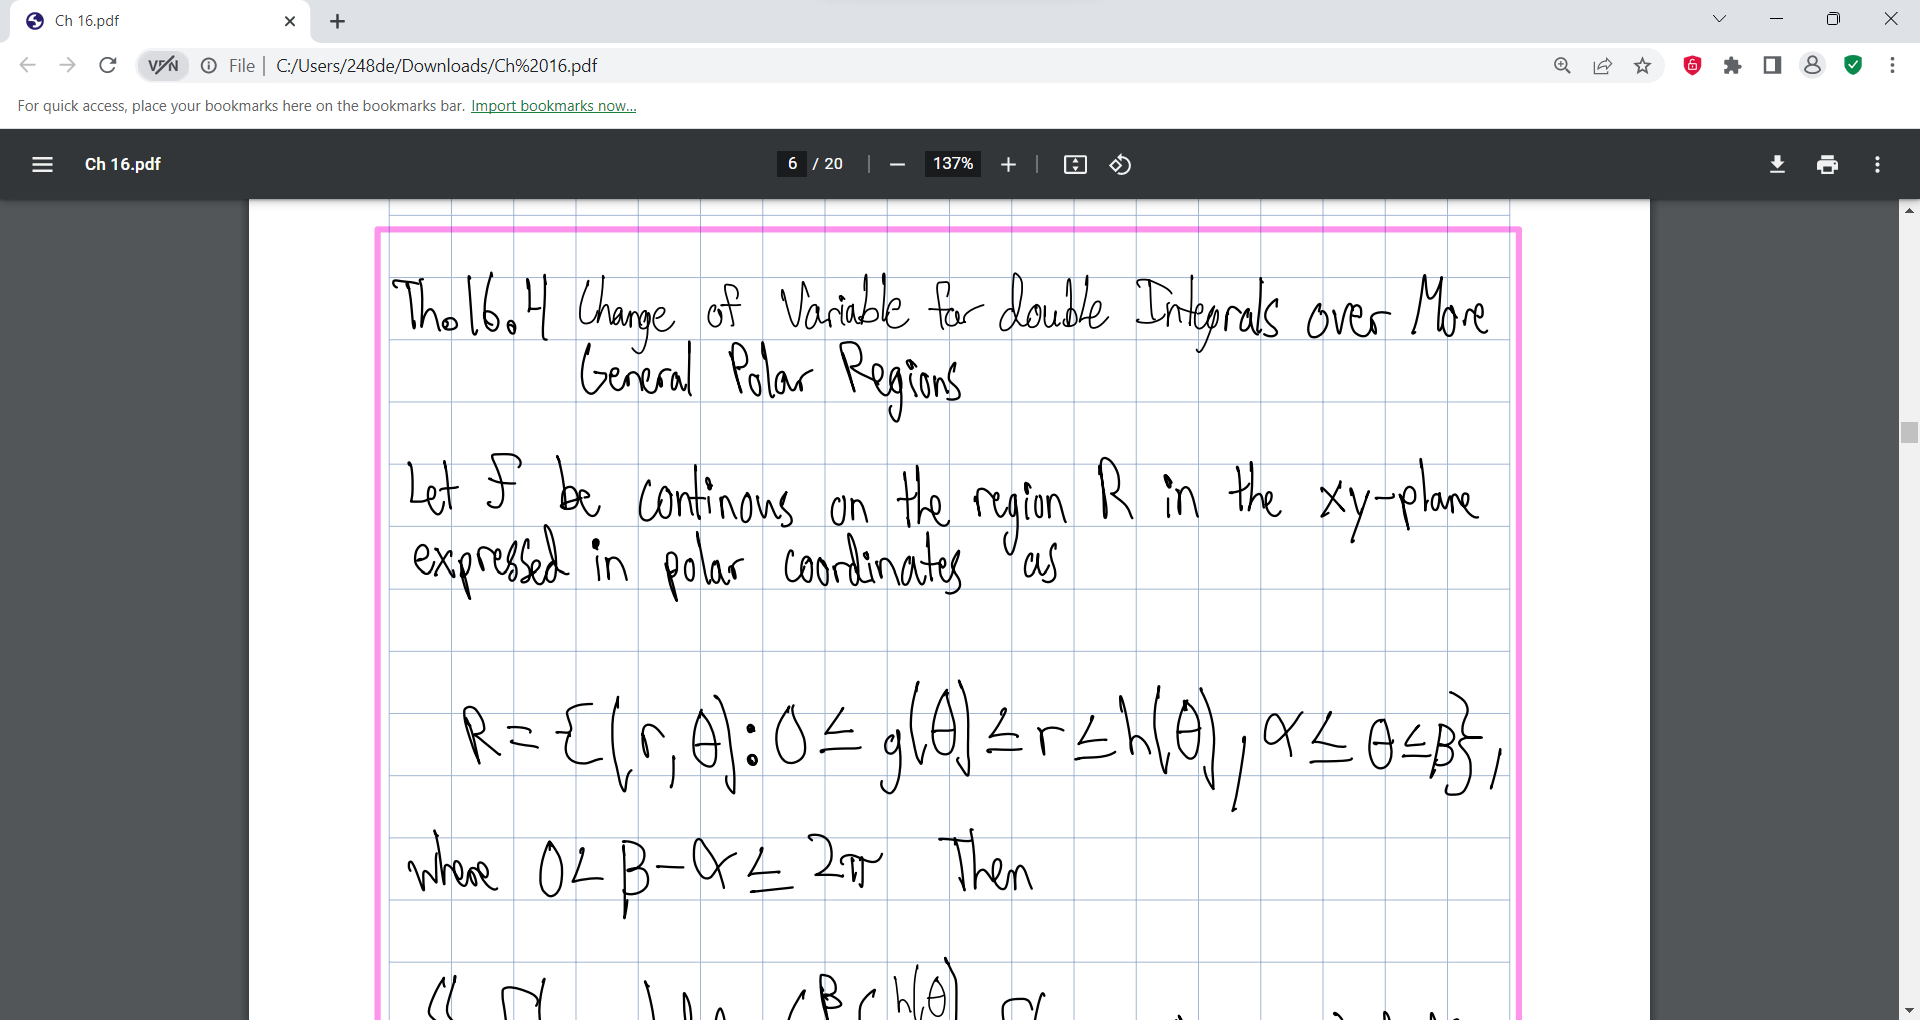 Ch 16.pdf
VPN File C:/Users/248de/Downloads/Ch%2016.pdf
For quick access, place your bookmarks here on the bookmarks bar. Import bookmarks now...
Ch 16.pdf 6 / 20 137%
Th. 16.4 Change of Variable for double Integrals over More
General Polar Regions
Let f be continous on the region R in the xy-plane
expressed in polar coordinates as
R = {(r, θ): 0 ≤ g(θ) ≤ r ≤ h(θ), α ≤ θ ≤ β},
where 0 < β - α ≤ 2π Then